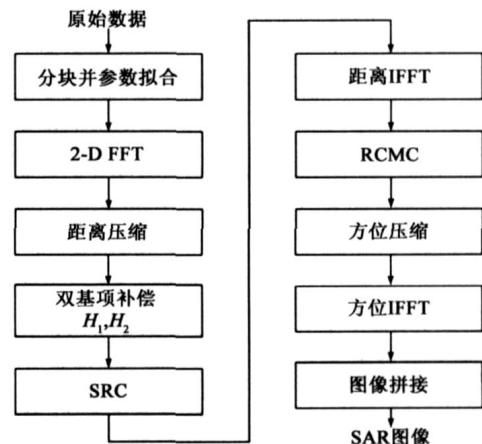 原始数据
分块并参数拟合
2-D FFT
距离压缩
双基项补偿
H₁,H₂
SRC
距离IFFT
RCMC
方位压缩
方位IFFT
图像拼接
SAR图像